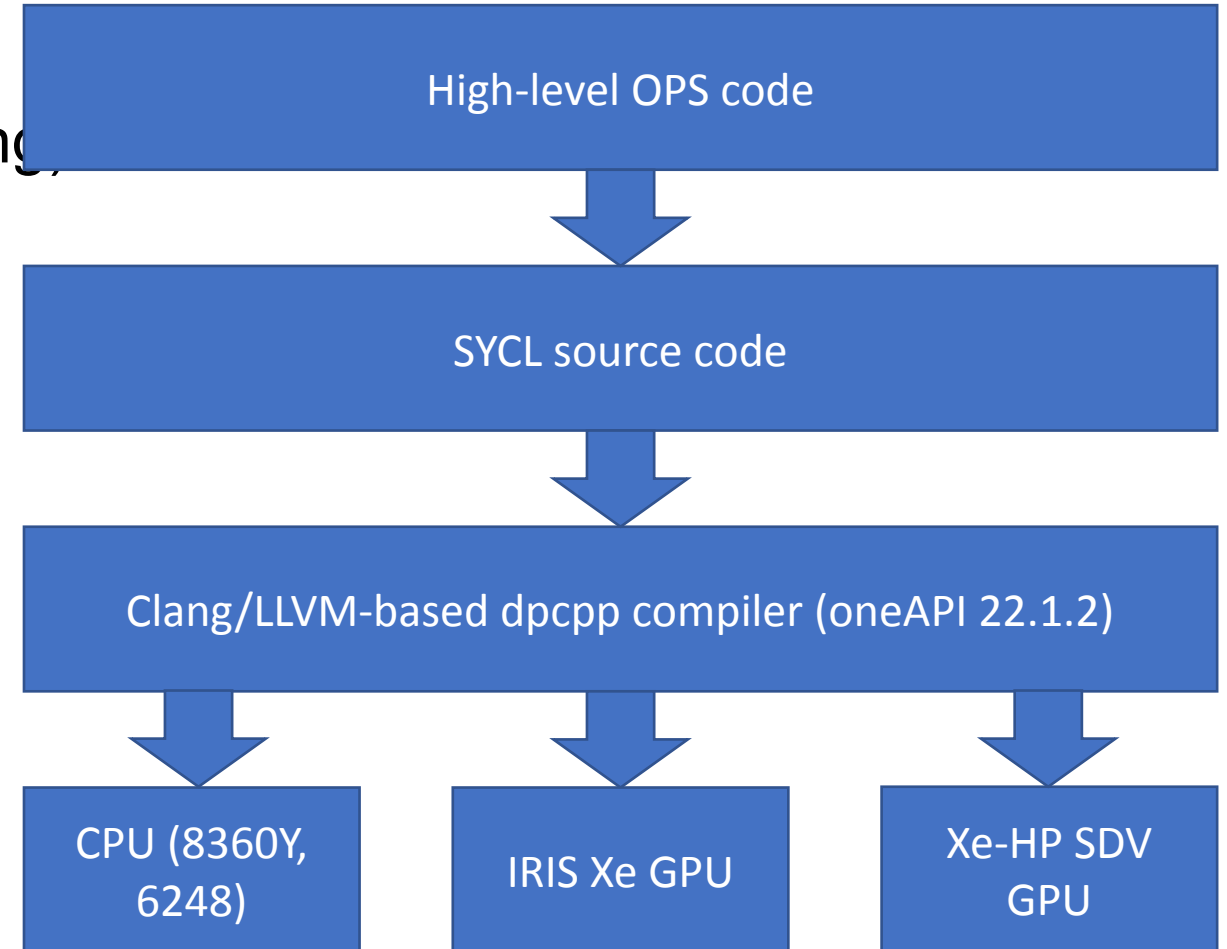 High-level OPS code
SYCL source code
Clang/LLVM-based dpcpp compiler (oneAPI 22.1.2)
CPU (8360Y,
6248)
IRIS Xe GPU
Xe-HP SDV
GPU